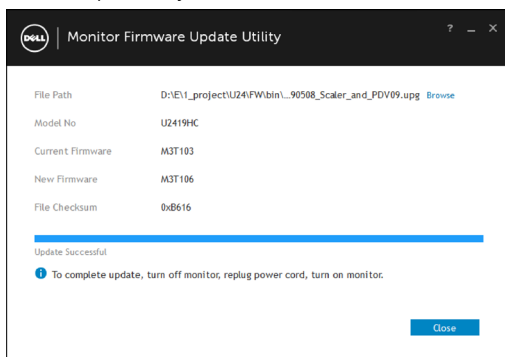 DELL | Monitor Firmware Update Utility ? _ X
File Path D:\E\1_project\U24\FW\bin\...90508_Scaler_and_PDV09.upg Browse
Model No U2419HC
Current Firmware M3T103
New Firmware M3T106
File Checksum 0xB616
Update Successful
To complete update, turn off monitor, replug power cord, turn on monitor.
Close